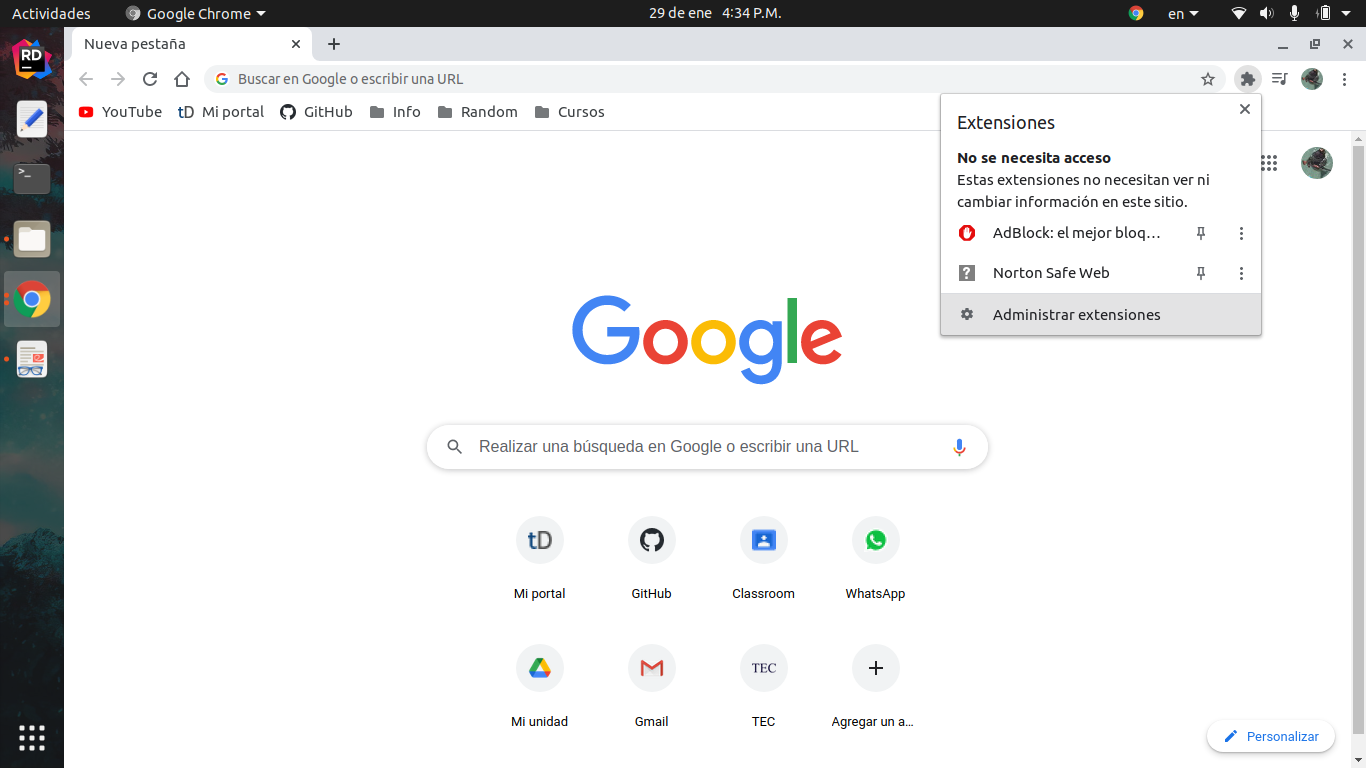 Actividades
Google Chrome
29 de ene 4:34 P.M.
en
RD
Nueva pestaña
Buscar en Google o escribir una URL
YouTube
tD Mi portal
GitHub
Info
Random
Cursos
Extensiones
No se necesita acceso
Estas extensiones no necesitan ver ni
cambiar información en este sitio.
AdBlock: el mejor bloq…
Norton Safe Web
Administrar extensiones
Google
Realizar una búsqueda en Google o escribir una URL
tD
Mi portal
GitHub
Classroom
WhatsApp
TEC
Mi unidad
Gmail
TEC
Agregar un a…
Personalizar